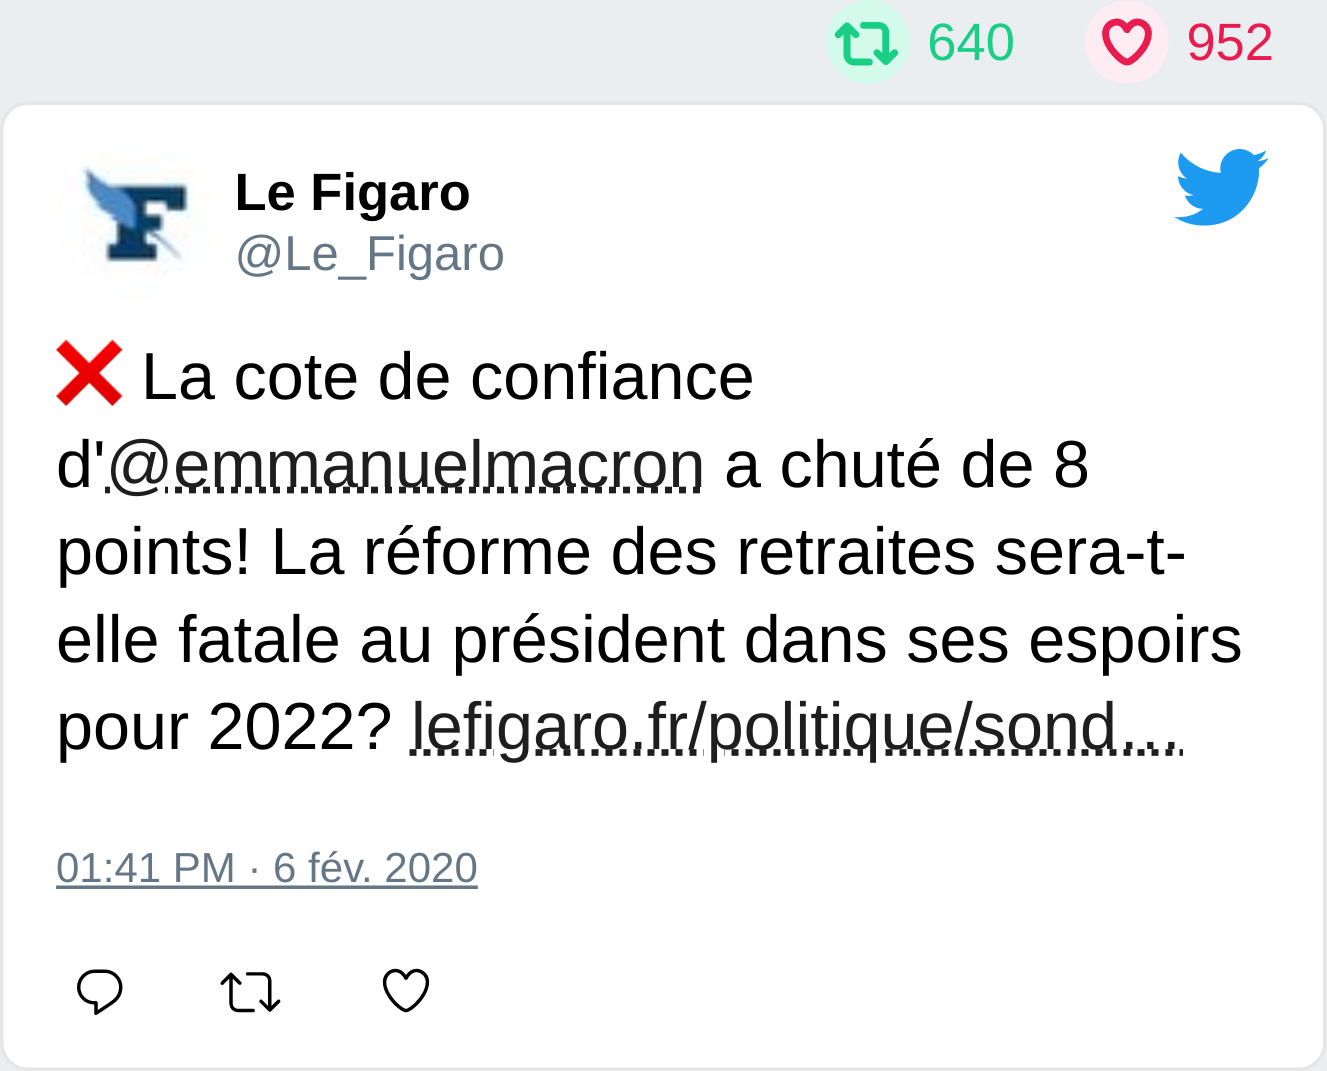 640 952
Le Figaro
@Le_Figaro
❌ La cote de confiance
d'@emmanuelmacron a chuté de 8
points! La réforme des retraites sera-t-
elle fatale au président dans ses espoirs
pour 2022? lefigaro.fr/politique/sond…
01:41 PM · 6 fév. 2020